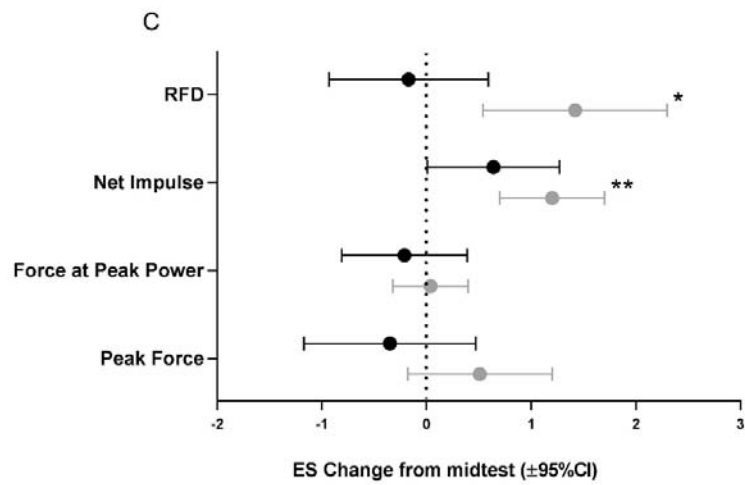 C
RFD
*
Net Impulse
**
Force at Peak Power
Peak Force
-2 -1 0 1 2 3
ES Change from midtest (±95%CI)